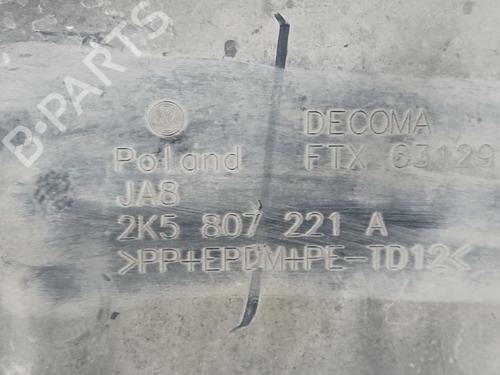 B-PARTS
DECOMA
Poland FTX 63129
JA8
2K5 807 221 A
>PP+EPDM+PE-TD12<